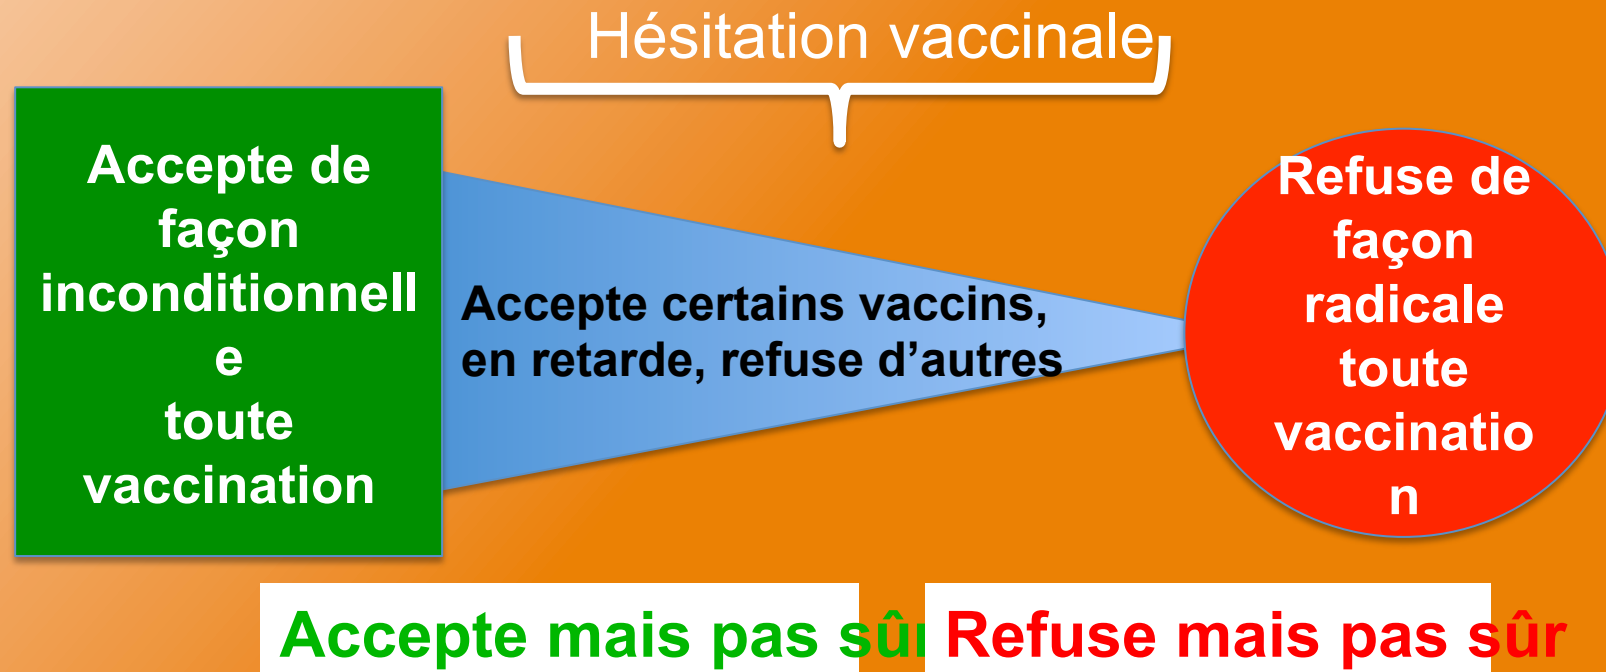 Hésitation vaccinale
Accepte de
façon
inconditionnell
e
toute
vaccination
Accepte certains vaccins,
en retarde, refuse d’autres
Refuse de
façon
radicale
toute
vaccinatio
n
Accepte mais pas sûr
Refuse mais pas sûr